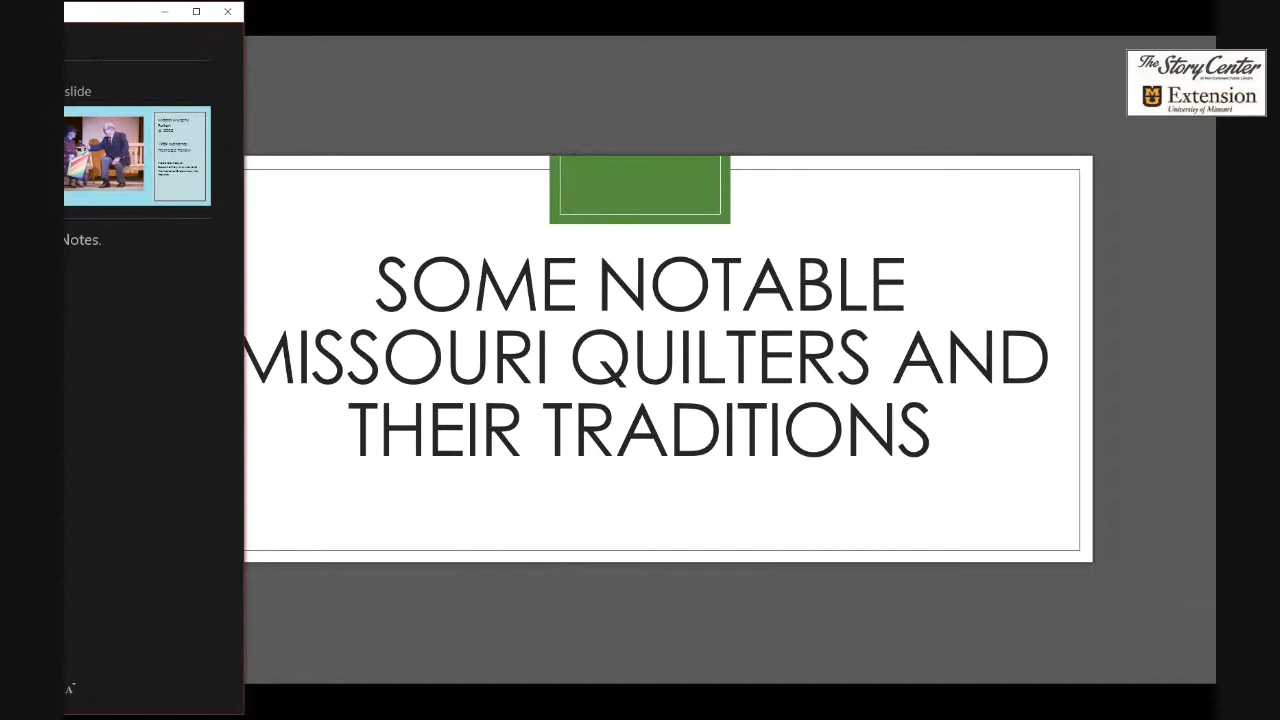 slide
Notes.
SOME NOTABLE
MISSOURI QUILTERS AND
THEIR TRADITIONS
The Story Center
Extension
University of Missouri